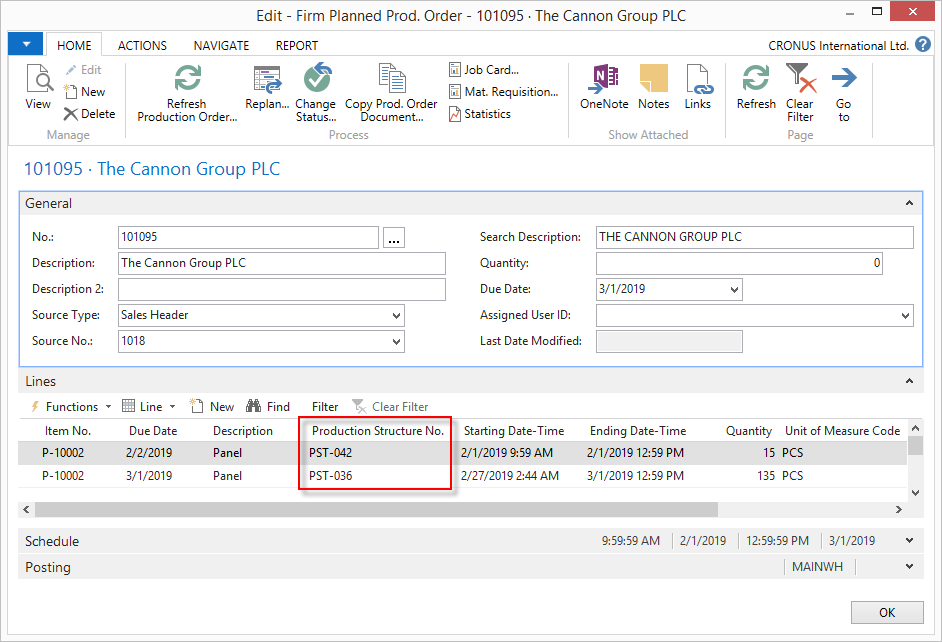 Edit - Firm Planned Prod. Order - 101095 · The Cannon Group PLC
HOME ACTIONS NAVIGATE REPORT CRONUS International Ltd. ?
View Edit New Delete Manage
Refresh Production Order... Replan... Change Status... Copy Prod. Order Document... Job Card... Mat. Requisition... Statistics Process
OneNote Notes Links Show Attached
Refresh Clear Filter Go to Page
101095 · The Cannon Group PLC
General
No.: 101095 ... Search Description: THE CANNON GROUP PLC
Description: The Cannon Group PLC Quantity: 0
Description 2: Due Date: 3/1/2019
Source Type: Sales Header Assigned User ID:
Source No.: 1018 Last Date Modified:
Lines
Functions Line New Find Filter Clear Filter
Item No. Due Date Description Production Structure No. Starting Date-Time Ending Date-Time Quantity Unit of Measure Code
P-10002 2/2/2019 Panel PST-042 2/1/2019 9:59 AM 2/1/2019 12:59 PM 15 PCS
P-10002 3/1/2019 Panel PST-036 2/27/2019 2:44 AM 3/1/2019 12:59 PM 135 PCS
Schedule 9:59:59 AM 2/1/2019 12:59:59 PM 3/1/2019
Posting MAINWH
OK